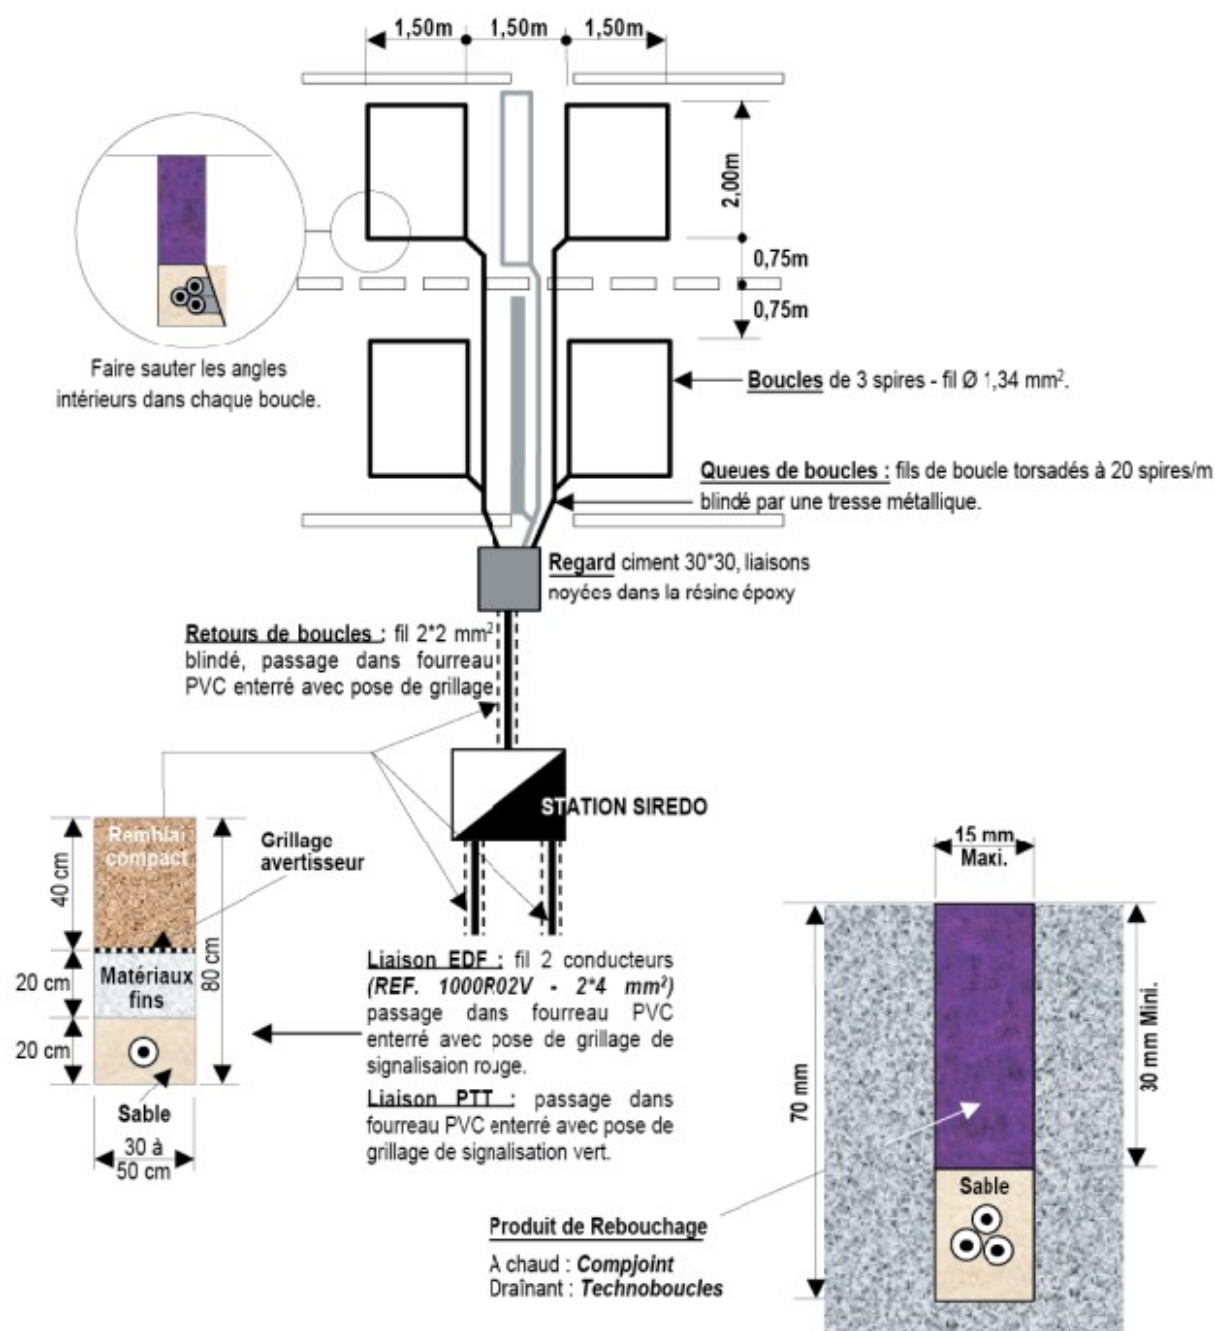 1,50m 1,50m 1,50m
2,00m
0,75m
0,75m
Faire sauter les angles
intérieurs dans chaque boucle.
Boucles de 3 spires - fil Ø 1,34 mm².
Queues de boucles : fils de boucle torsadés à 20 spires/m
blindé par une tresse métallique.
Regard ciment 30*30, liaisons
noyées dans la résine époxy
Retours de boucles : fil 2*2 mm²
blindé, passage dans fourreau
PVC enterré avec pose de grillage
STATION SIREDO
Remblai
compact
Grillage
avertisseur
40 cm
80 cm
20 cm
Matériaux
fins
20 cm
Sable
30 à
50 cm
Liaison EDF : fil 2 conducteurs
(REF. 1000R02V - 2*4 mm²)
passage dans fourreau PVC
enterré avec pose de grillage de
signalisaion rouge.
Liaison PTT : passage dans
fourreau PVC enterré avec pose de
grillage de signalisation vert.
15 mm
Maxi.
70 mm
30 mm Mini.
Sable
Produit de Rebouchage
A chaud : Compjoint
Draînant : Technoboucles